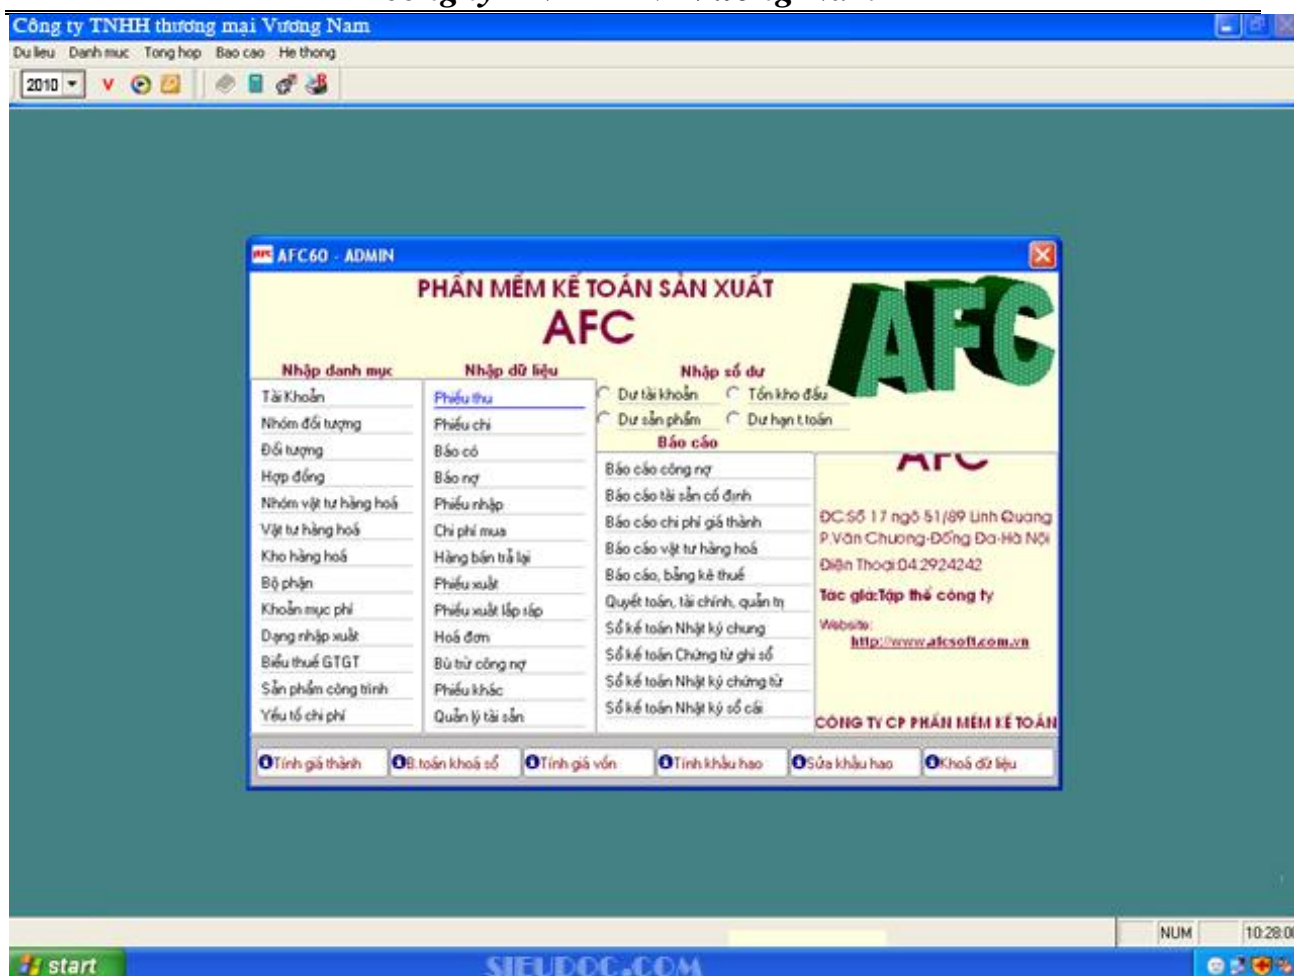 Công ty TNHH thương mại Vương Nam
Du lieu Danh muc Tong hop Bao cao He thong
2010 V
AFC60 - ADMIN
PHẦN MỀM KẾ TOÁN SẢN XUẤT
AFC
AFC
Nhập danh mục
Tài Khoản
Nhóm đối tượng
Đối tượng
Hợp đồng
Nhóm vật tư hàng hoá
Vật tư hàng hoá
Kho hàng hoá
Bộ phận
Khoản mục phí
Dạng nhập xuất
Biểu thuế GTGT
Sản phẩm công trình
Yếu tố chi phí
Nhập dữ liệu
Phiếu thu
Phiếu chi
Báo có
Báo nợ
Phiếu nhập
Chi phí mua
Hàng bán trả lại
Phiếu xuất
Phiếu xuất lắp ráp
Hoá đơn
Bù trừ công nợ
Phiếu khác
Quản lý tài sản
Nhập số dư
Dư tài khoản Tồn kho đầu
Dư sản phẩm Dư hạn t.toán
Báo cáo
Báo cáo công nợ
Báo cáo tài sản cố định
Báo cáo chi phí giá thành
Báo cáo vật tư hàng hoá
Báo cáo, bảng kê thuế
Quyết toán, tài chính, quản trị
Sổ kế toán Nhật ký chung
Sổ kế toán Chứng từ ghi sổ
Sổ kế toán Nhật ký chứng từ
Sổ kế toán Nhật ký sổ cái
AFC
ĐC:Số 17 ngõ 51/89 Linh Quang
P.Văn Chương-Đống Đa-Hà Nội
Điện Thoại:04.2924242
Tác giả:Tập thể công ty
Website:
http://www.afcsoft.com.vn
CÔNG TY CP PHẦN MỀM KẾ TOÁN
Tính giá thành B.toán khoá sổ Tính giá vốn Tính khấu hao Sửa khấu hao Khoá dữ liệu
NUM 10:28:0
start
SIEUDOC.COM